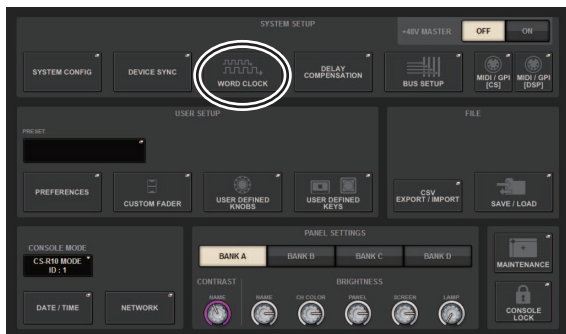 SYSTEM SETUP
+48V MASTER
OFF
ON
SYSTEM CONFIG
DEVICE SYNC
WORD CLOCK
DELAY
COMPENSATION
BUS SETUP
MIDI / GPI
[CS]
MIDI / GPI
[DSP]
USER SETUP
FILE
PRESET
PREFERENCES
CUSTOM FADER
USER DEFINED
KNOBS
USER DEFINED
KEYS
CSV
EXPORT / IMPORT
SAVE / LOAD
CONSOLE MODE
CS-R10 MODE
ID : 1
DATE / TIME
NETWORK
PANEL SETTINGS
BANK A
BANK B
BANK C
BANK D
CONTRAST
BRIGHTNESS
NAME
NAME
CH COLOR
PANEL
SCREEN
LAMP
MAINTENANCE
CONSOLE
LOCK